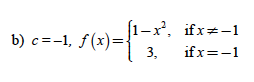 b) c=-1, f(x)={1-x², if x≠-1
3, if x=-1